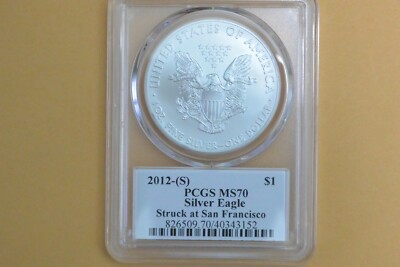 UNITED STATES OF AMERICA
1 OZ. FINE SILVER~ONE DOLLAR
2012-(S) $1
PCGS MS70
Silver Eagle
Struck at San Francisco
826509.70/40343152